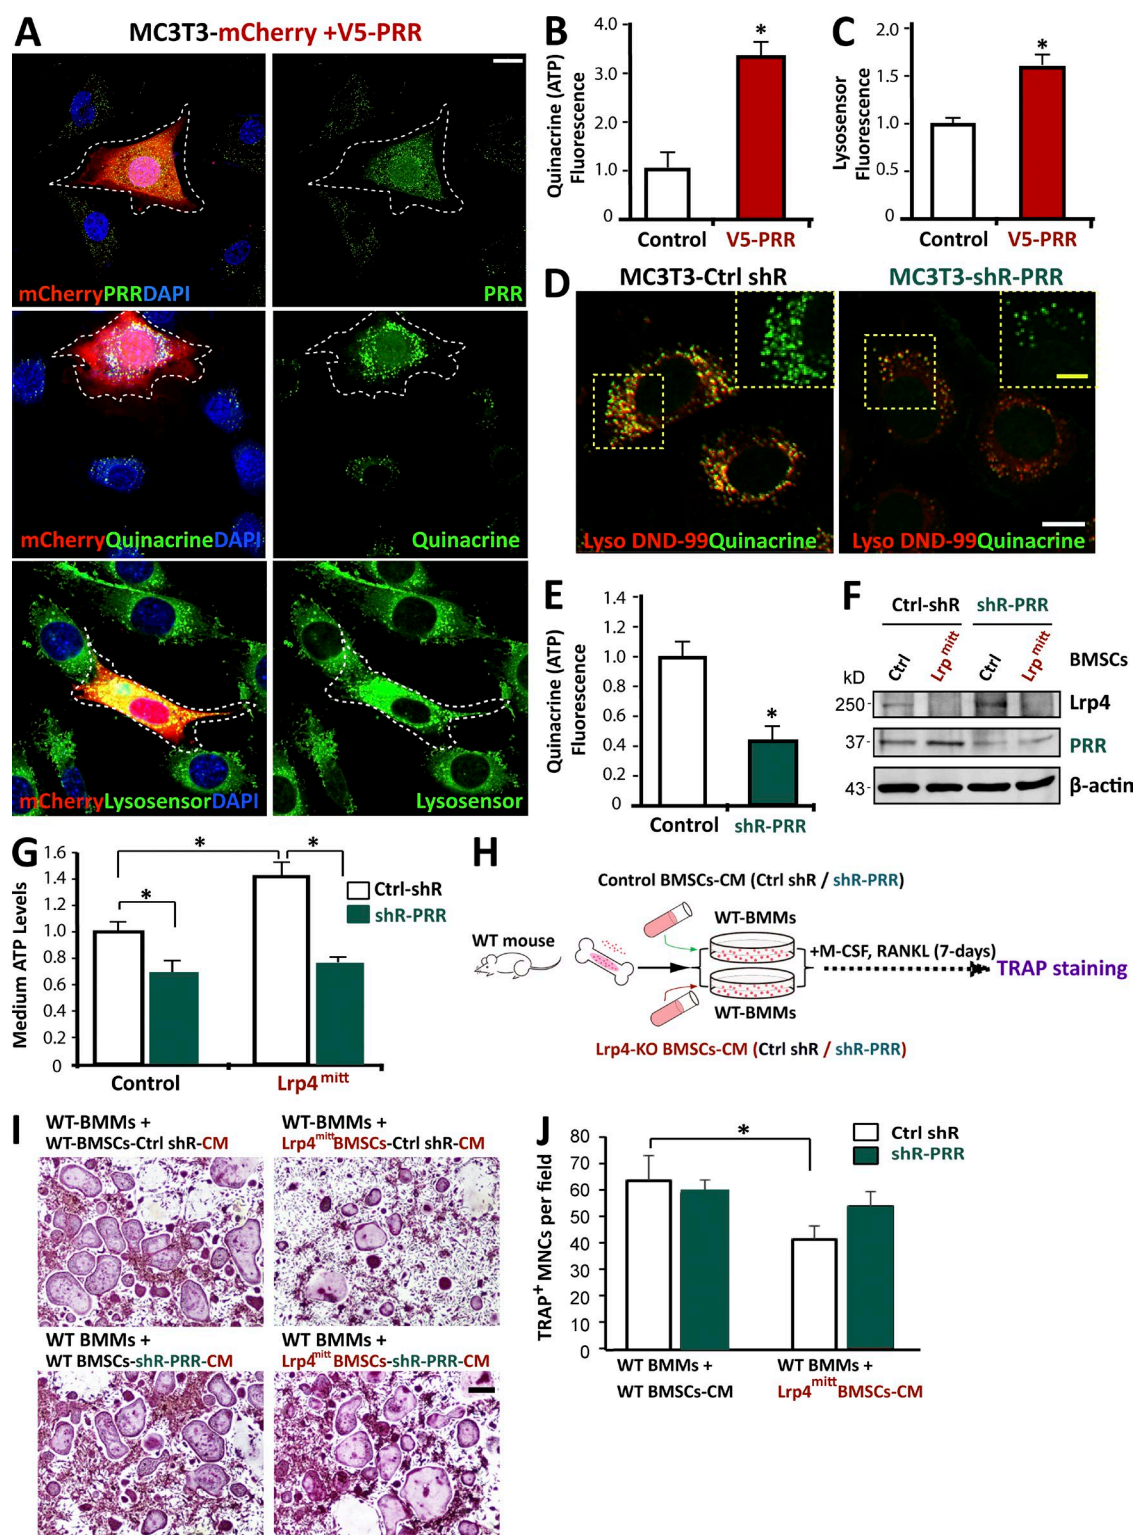 A
MC3T3-mCherry +V5-PRR
mCherryPRRDAPI
PRR
mCherryQuinacrineDAPI
Quinacrine
mCherryLysosensorDAPI
Lysosensor
B
Quinacrine (ATP)
Fluorescence
4.0
3.0
2.0
1.0
0
*
Control
V5-PRR
C
Lysosensor
Fluorescence
2.0
1.5
1.0
0.5
0
*
Control
V5-PRR
D
MC3T3-Ctrl shR
MC3T3-shR-PRR
Lyso DND-99Quinacrine
Lyso DND-99Quinacrine
E
Quinacrine (ATP)
Fluorescence
1.4
1.2
1.0
0.8
0.6
0.4
0.2
0
*
Control
shR-PRR
F
Ctrl-shR
shR-PRR
Ctrl
Lrp mitt
Ctrl
Lrp mitt
BMSCs
kD
250-
Lrp4
37-
PRR
43-
β-actin
G
Medium ATP Levels
1.6
1.4
1.2
1.0
0.8
0.6
0.4
0.2
0
*
*
*
Ctrl-shR
shR-PRR
Control
Lrp4 mitt
H
Control BMSCs-CM (Ctrl shR / shR-PRR)
WT-BMMs
WT mouse
+M-CSF, RANKL (7-days)
TRAP staining
WT-BMMs
Lrp4-KO BMSCs-CM (Ctrl shR / shR-PRR)
I
WT-BMMs +
WT-BMSCs-Ctrl shR-CM
WT-BMMs +
Lrp4mitt BMSCs-Ctrl shR-CM
WT BMMs +
WT BMSCs-shR-PRR-CM
WT BMMs +
Lrp4mitt BMSCs-shR-PRR-CM
J
TRAP+ MNCs per field
80
70
60
50
40
30
20
10
0
*
Ctrl shR
shR-PRR
WT BMMs +
WT BMSCs-CM
WT BMMs +
Lrp4mitt BMSCs-CM